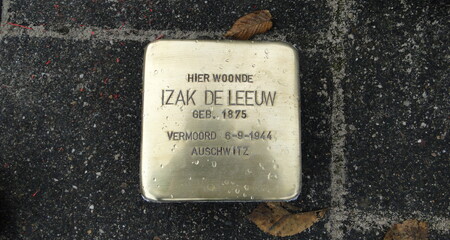 HIER WOONDE
IZAK DE LEEUW
GEB. 1875
VERMOORD 6-9-1944
AUSCHWITZ